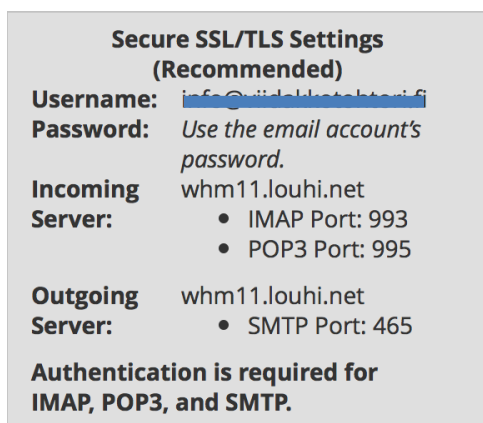 Secure SSL/TLS Settings
(Recommended)
Username:
Password: Use the email account's
password.
Incoming whm11.louhi.net
Server: • IMAP Port: 993
• POP3 Port: 995
Outgoing whm11.louhi.net
Server: • SMTP Port: 465
Authentication is required for
IMAP, POP3, and SMTP.